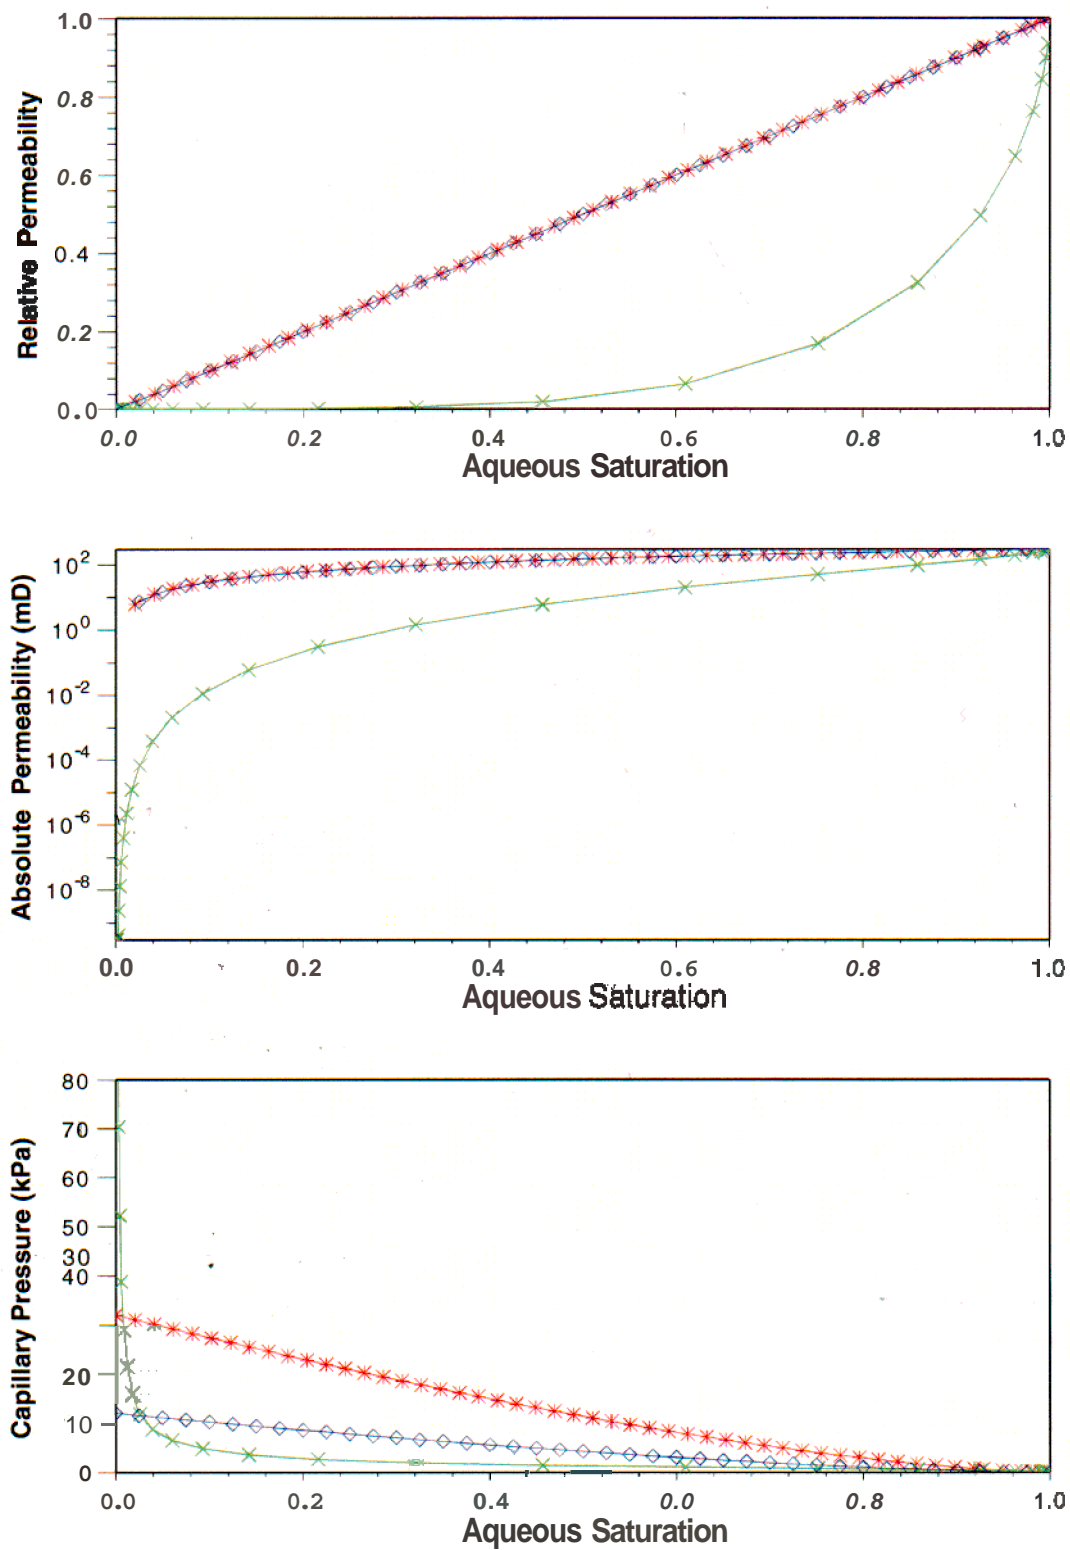 1.0
0.8
0.6
0.4
0.2
0.0
Relative Permeability
0.0 0.2 0.4 0.6 0.8 1.0
Aqueous Saturation
10^2
10^0
10^-2
10^-4
10^-6
10^-8
Absolute Permeability (mD)
0.0 0.2 0.4 0.6 0.8 1.0
Aqueous Saturation
80
70
60
50
30
40
20
10
0
Capillary Pressure (kPa)
0.0 0.2 0.4 0.0 0.8 1.0
Aqueous Saturation